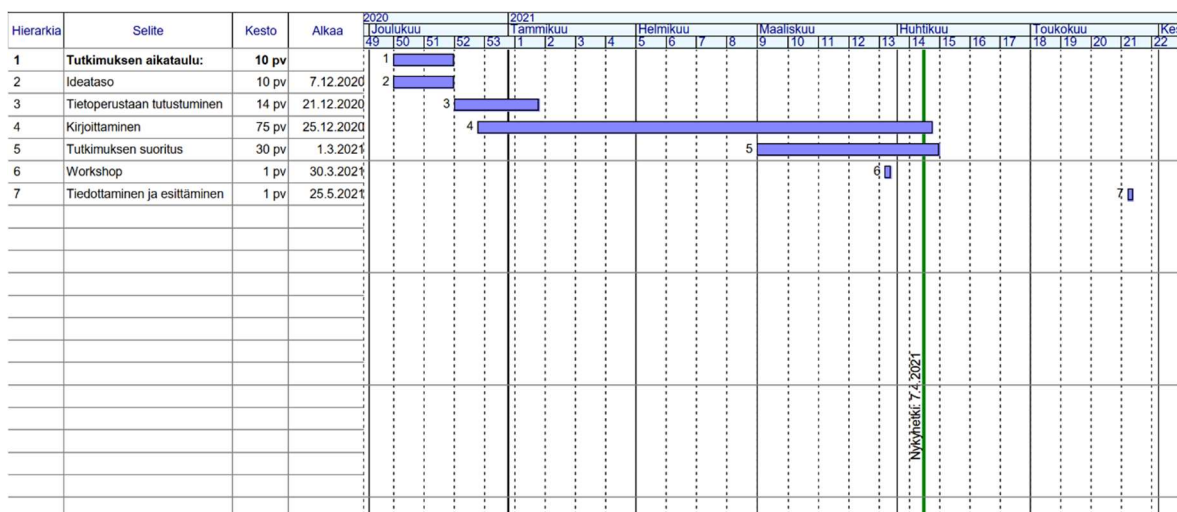 2020 2021
Hierarkia Selite Kesto Alkaa Joulukuu Tammikuu Helmikuu Maaliskuu Huhtikuu Toukokuu Kes
49 50 51 52 53 1 2 3 4 5 6 7 8 9 10 11 12 13 14 15 16 17 18 19 20 21 22
1 Tutkimuksen aikataulu: 10 pv 1
2 Ideataso 10 pv 7.12.2020 2
3 Tietoperustaan tutustuminen 14 pv 21.12.2020 3
4 Kirjoittaminen 75 pv 25.12.2020 4
5 Tutkimuksen suoritus 30 pv 1.3.2021 5
6 Workshop 1 pv 30.3.2021 6
7 Tiedottaminen ja esittäminen 1 pv 25.5.2021 7
Nykyhetki: 7.4.2021